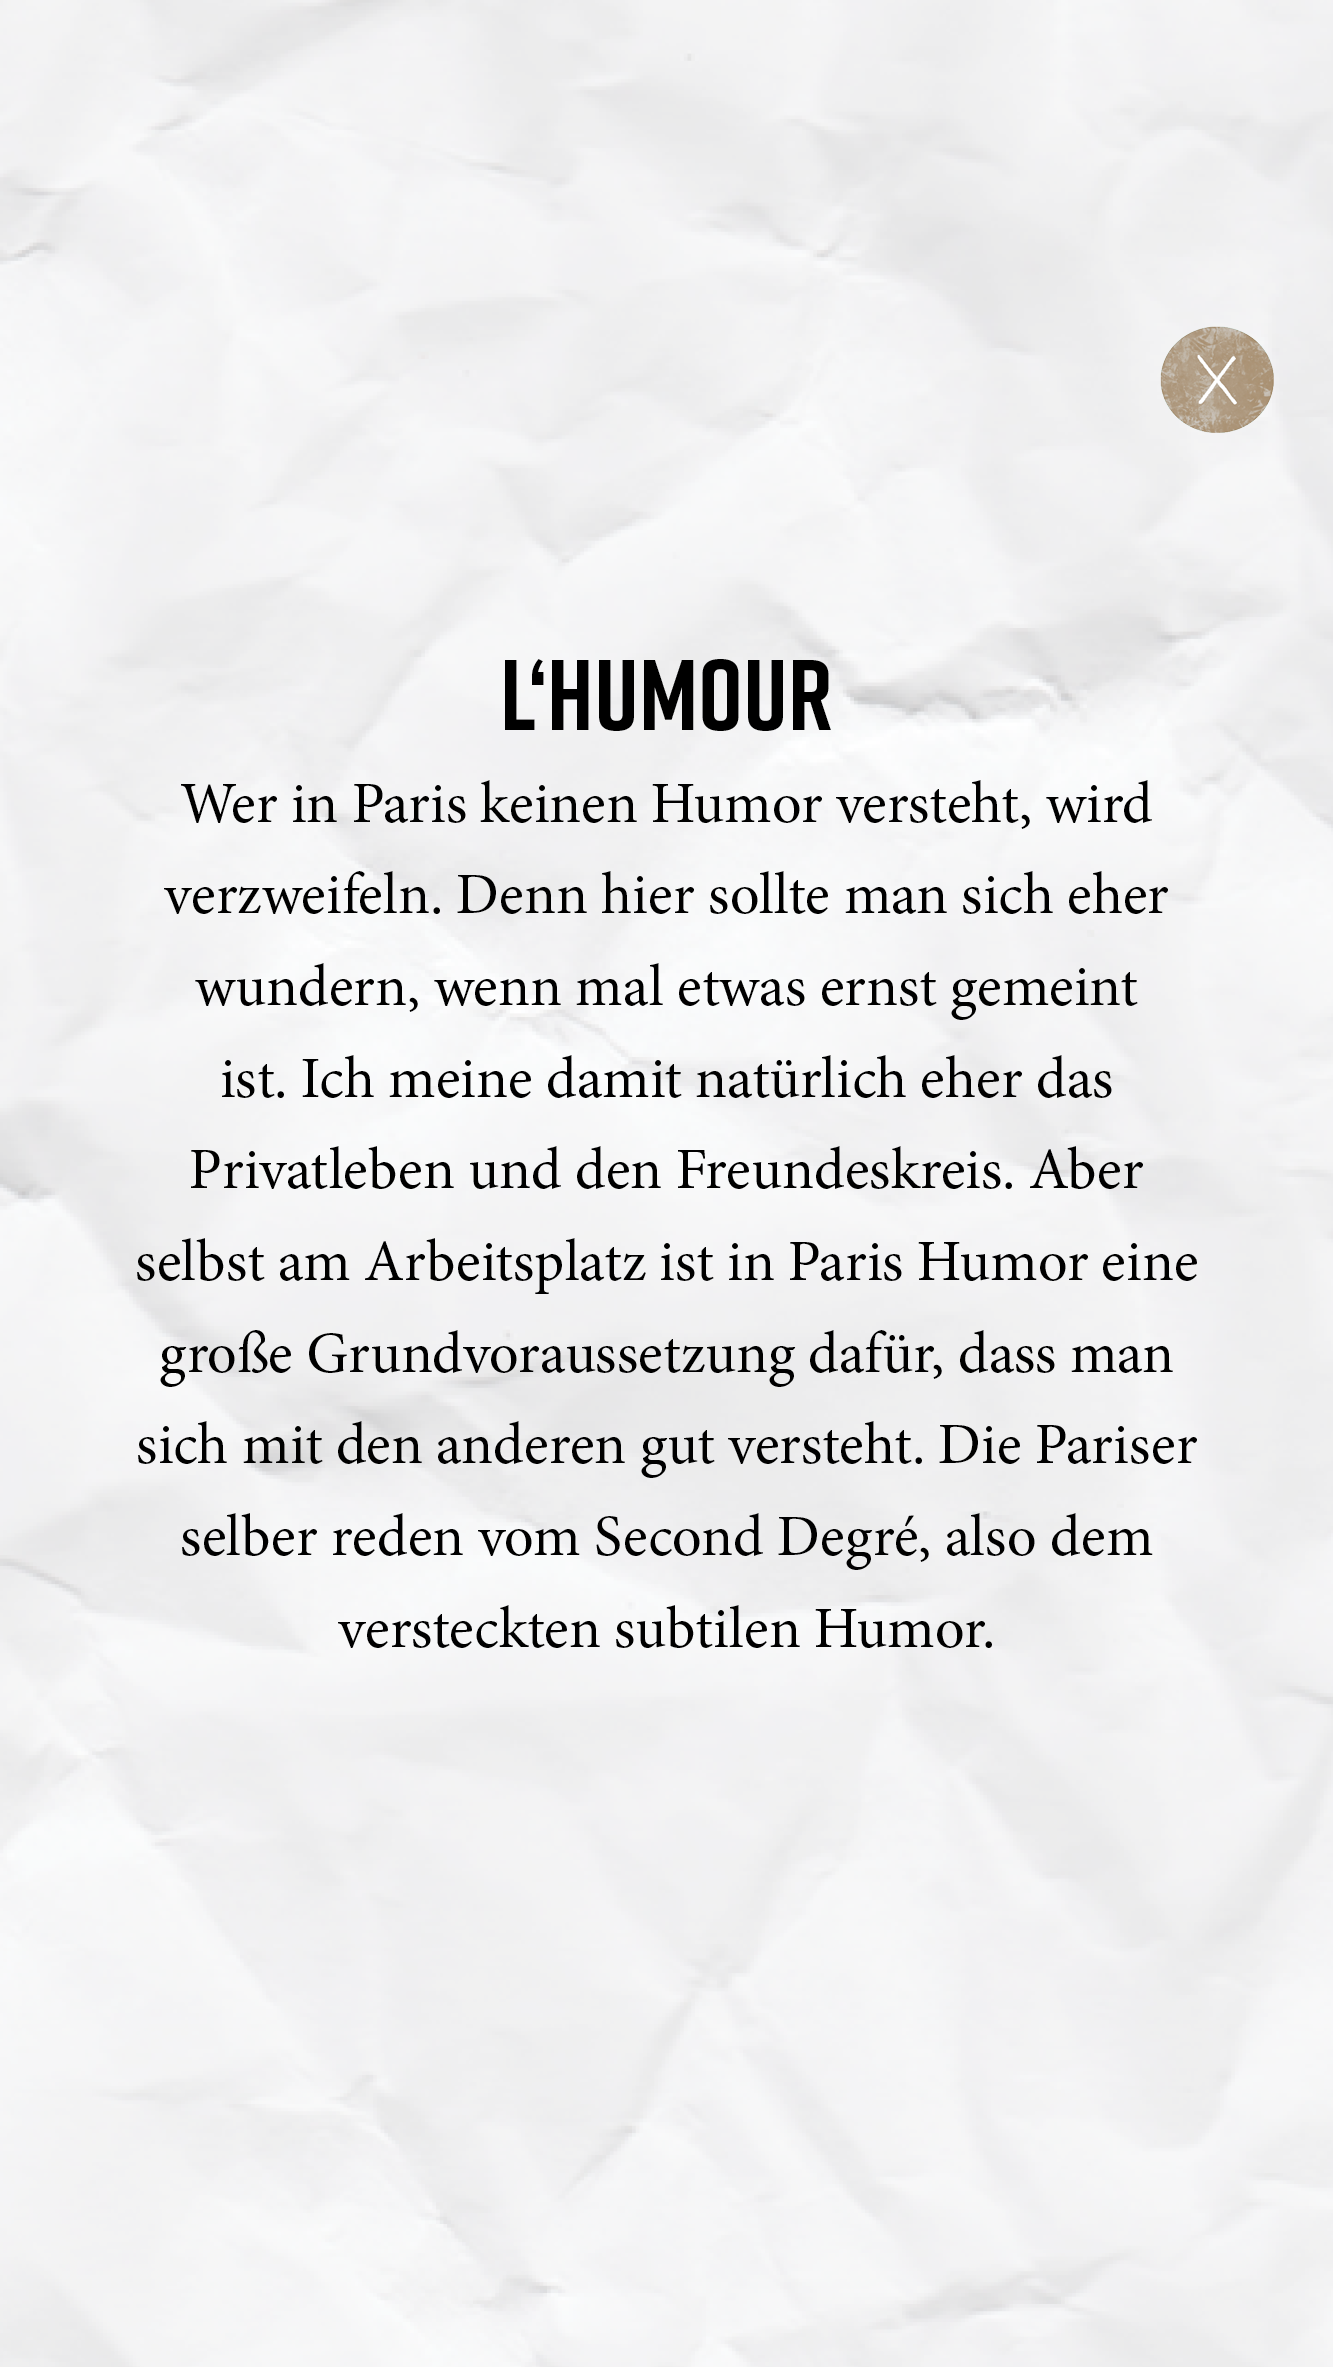 X
L‘HUMOUR
Wer in Paris keinen Humor versteht, wird
verzweifeln. Denn hier sollte man sich eher
wundern, wenn mal etwas ernst gemeint
ist. Ich meine damit natürlich eher das
Privatleben und den Freundeskreis. Aber
selbst am Arbeitsplatz ist in Paris Humor eine
große Grundvoraussetzung dafür, dass man
sich mit den anderen gut versteht. Die Pariser
selber reden vom Second Degré, also dem
versteckten subtilen Humor.